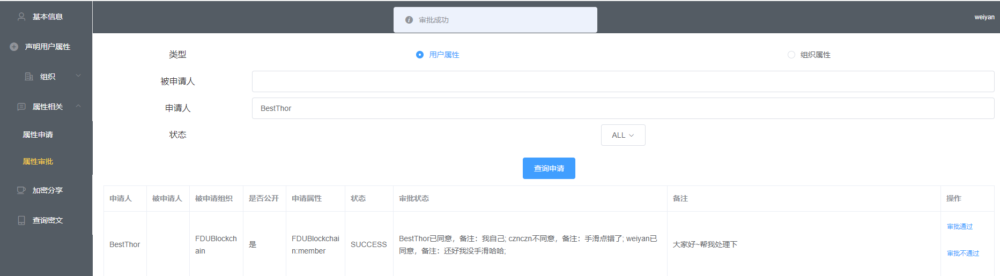 基本信息
审批成功
weiyan
声明用户属性
类型
用户属性
组织属性
组织
被申请人
属性相关
申请人
BestThor
属性申请
状态
ALL
属性审批
查询申请
加密分享
查询密文
申请人 被申请人 被申请组织 是否公开 申请属性 状态 审批状态 备注 操作
BestThor
FDUBlockch
ain
是
FDUBlockchai
n:member
SUCCESS
BestThor已同意，备注：我自己; cznczn不同意，备注：手滑点错了; weiyan已
同意，备注：还好我没手滑哈哈;
大家好~帮我处理下
审批通过
审批不通过